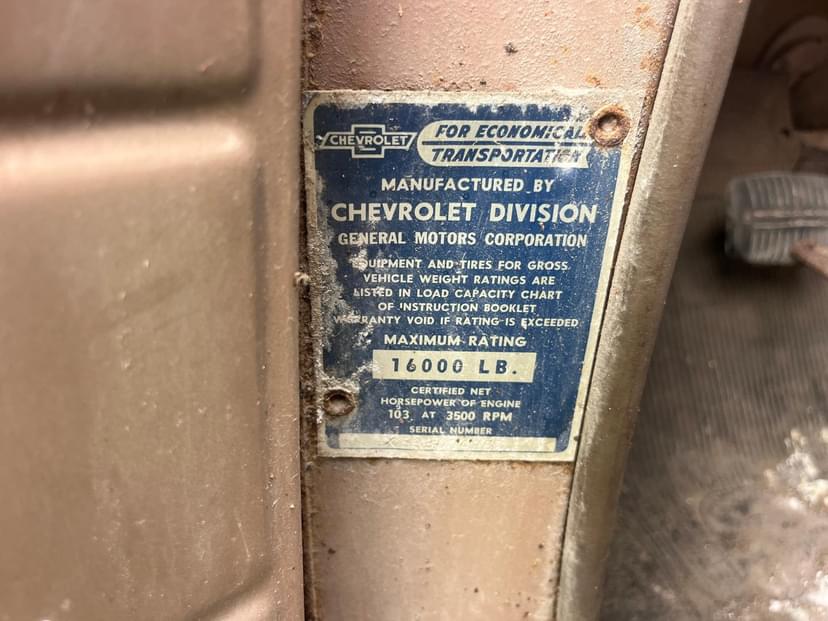 CHEVROLET
FOR ECONOMICAL
TRANSPORTATION
MANUFACTURED BY
CHEVROLET DIVISION
GENERAL MOTORS CORPORATION
EQUIPMENT AND TIRES FOR GROSS
VEHICLE WEIGHT RATINGS ARE
LISTED IN LOAD CAPACITY CHART
OF INSTRUCTION BOOKLET
WARRANTY VOID IF RATING IS EXCEEDED
MAXIMUM RATING
16000 LB.
CERTIFIED NET
HORSEPOWER OF ENGINE
103 AT 3500 RPM
SERIAL NUMBER